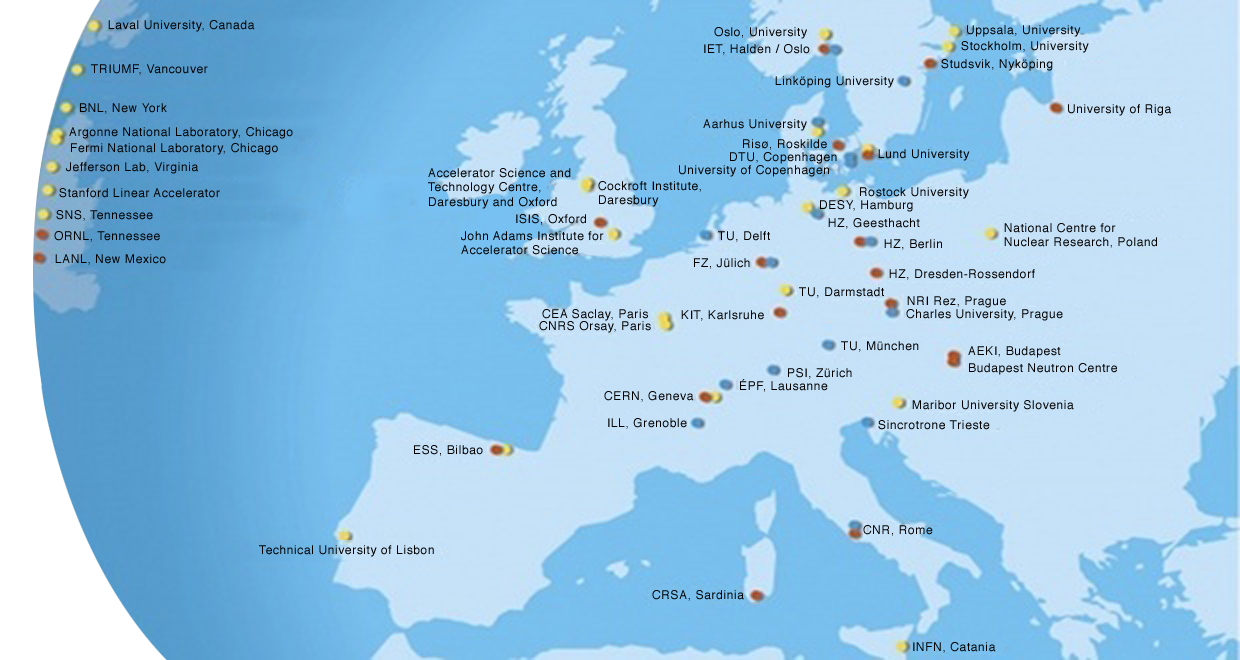 Laval University, Canada
TRIUMF, Vancouver
BNL, New York
Argonne National Laboratory, Chicago
Fermi National Laboratory, Chicago
Jefferson Lab, Virginia
Stanford Linear Accelerator
SNS, Tennessee
ORNL, Tennessee
LANL, New Mexico
Oslo, University
IET, Halden / Oslo
Uppsala, University
Stockholm, University
Studsvik, Nyköping
Linköping University
University of Riga
Aarhus University
Risø, Roskilde
DTU, Copenhagen
University of Copenhagen
Lund University
Accelerator Science and
Technology Centre,
Daresbury and Oxford
Cockroft Institute,
Daresbury
ISIS, Oxford
John Adams Institute for
Accelerator Science
Rostock University
DESY, Hamburg
HZ, Geesthacht
TU, Delft
HZ, Berlin
National Centre for
Nuclear Research, Poland
FZ, Jülich
HZ, Dresden-Rossendorf
TU, Darmstadt
NRI Rez, Prague
Charles University, Prague
CEA Saclay, Paris
CNRS Orsay, Paris
KIT, Karlsruhe
TU, München
AEKI, Budapest
Budapest Neutron Centre
PSI, Zürich
ÉPF, Lausanne
CERN, Geneva
Maribor University Slovenia
ILL, Grenoble
Sincrotrone Trieste
ESS, Bilbao
CNR, Rome
Technical University of Lisbon
CRSA, Sardinia
INFN, Catania